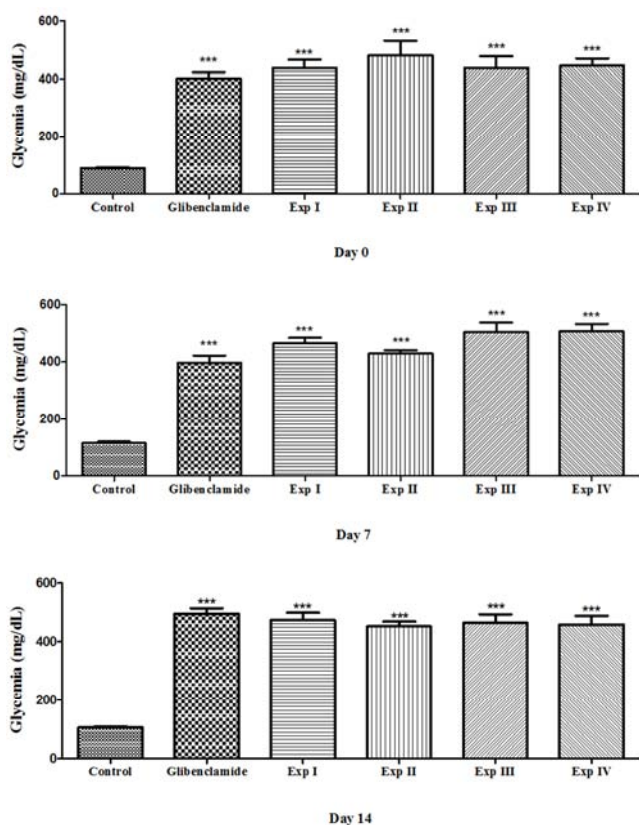 Glycemia (mg/dL)
600
400
200
0
***
***
***
***
***
Control
Glibenclamide
Exp I
Exp II
Exp III
Exp IV
Day 0
Glycemia (mg/dL)
600
400
200
0
***
***
***
***
***
Control
Glibenclamide
Exp I
Exp II
Exp III
Exp IV
Day 7
Glycemia (mg/dL)
600
400
200
0
***
***
***
***
***
Control
Glibenclamide
Exp I
Exp II
Exp III
Exp IV
Day 14